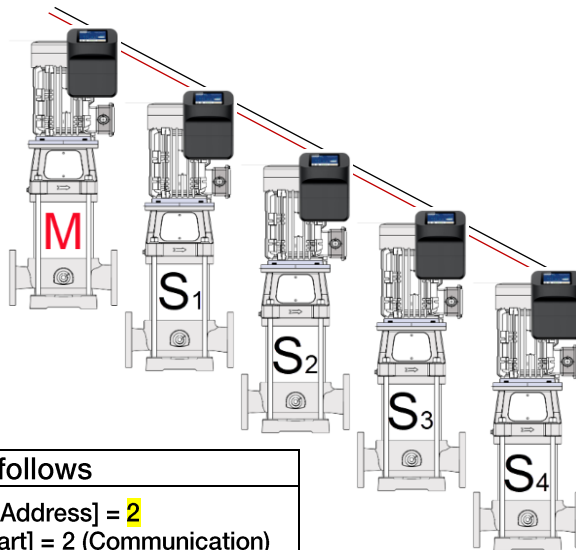 M
S1
S2
S3
S4
follows
Address] = 2
art] = 2 (Communication)